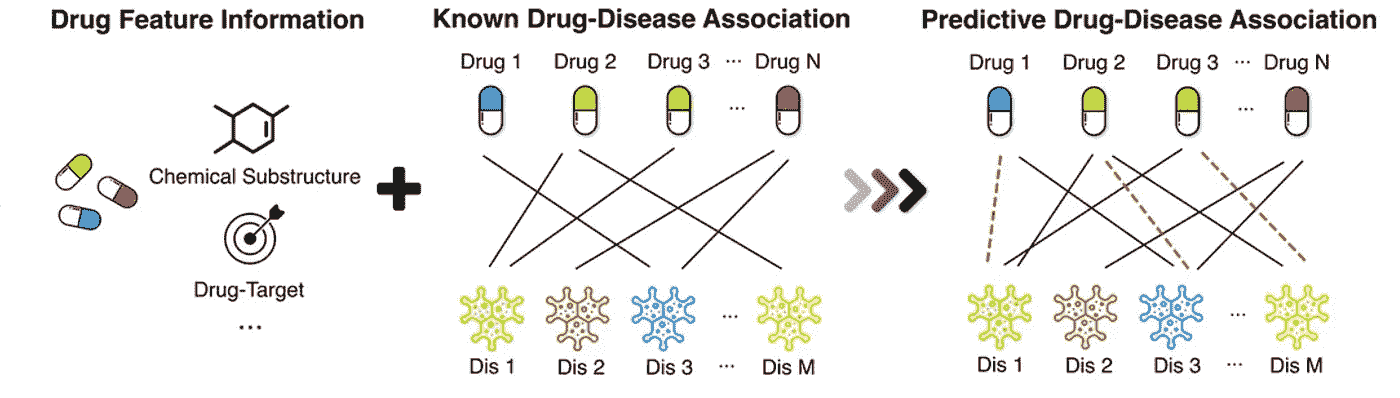 Drug Feature Information
Chemical Substructure
Drug-Target
...
Known Drug-Disease Association
Drug 1 Drug 2 Drug 3 ... Drug N
...
...
Dis 1 Dis 2 Dis 3 ... Dis M
Predictive Drug-Disease Association
Drug 1 Drug 2 Drug 3 ... Drug N
...
...
Dis 1 Dis 2 Dis 3 ... Dis M